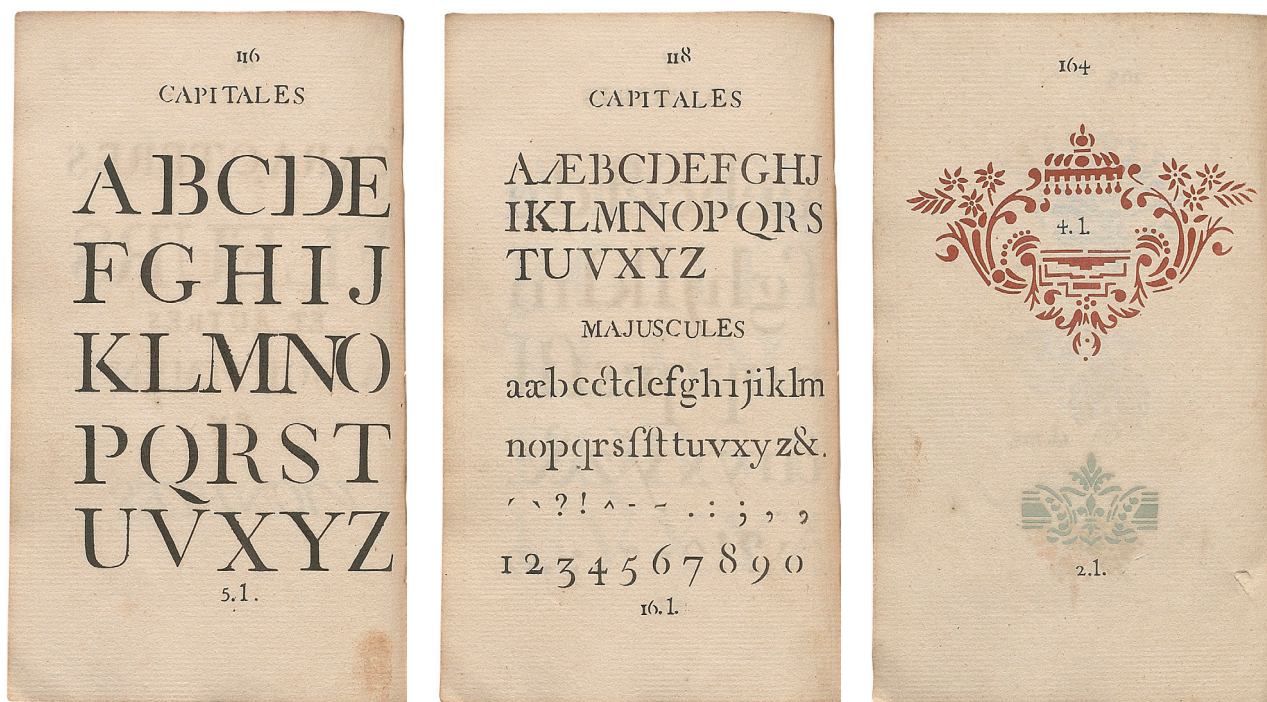 116
CAPITALES
ABCDE
FGHIJ
KLMNO
PQRST
UVXYZ
5.1.
118
CAPITALES
AÆBCDEFGHJ
IKLMNOPQRS
TUVXYZ
MAJUSCULES
aæbcctdefghıjiklm
nopqrsſſttuvxyz&.
´ ` ? ! ^ - ~ . : ; , ,
1234567890
16.1.
164
4.1.
2.1.